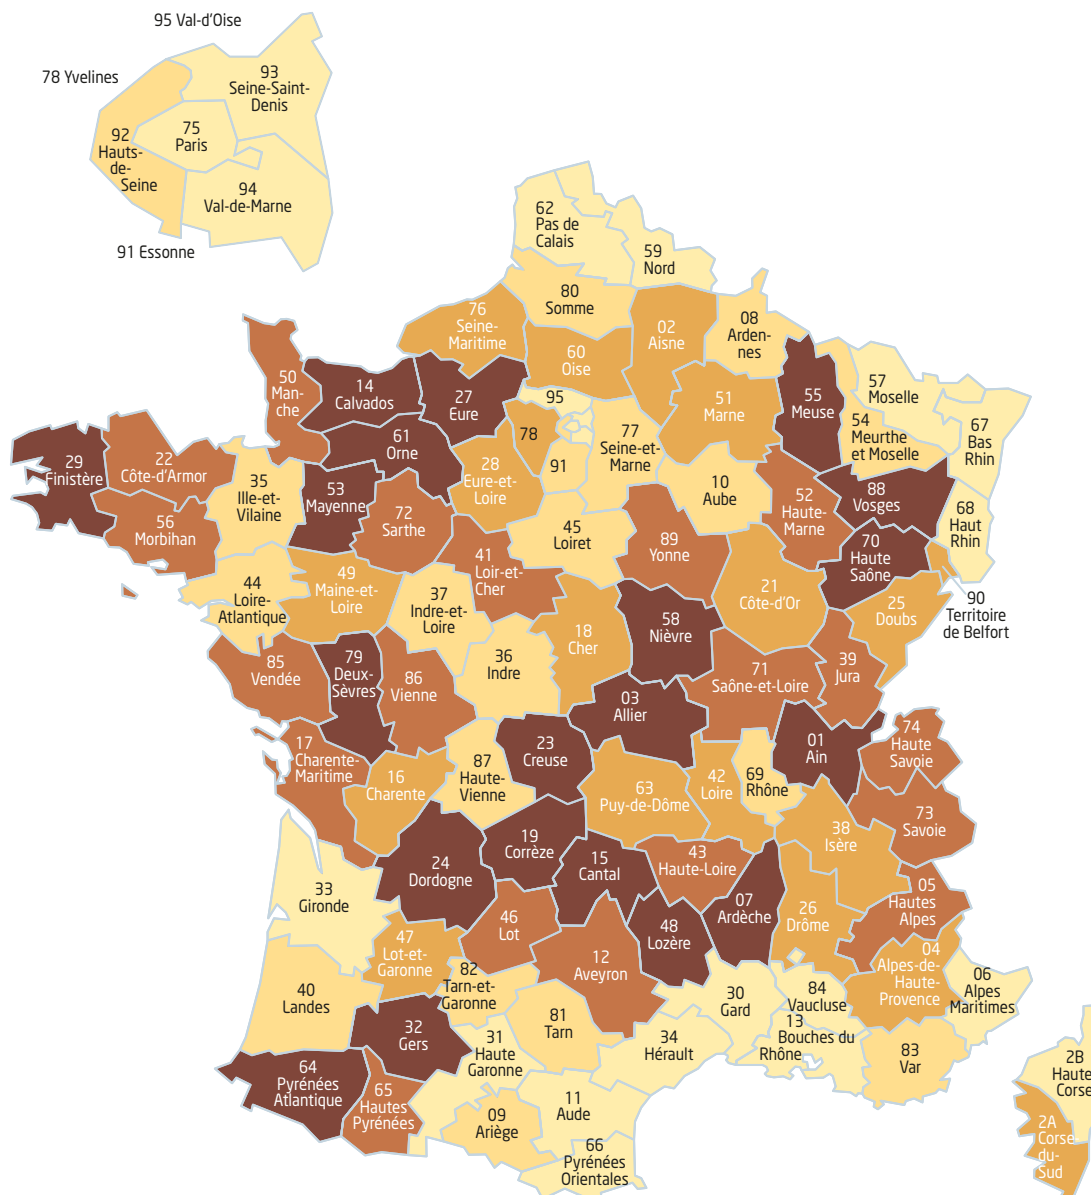 95 Val-d'Oise
78 Yvelines
93
Seine-Saint-
Denis
75
Paris
92
Hauts-
de-
Seine
94
Val-de-Marne
91 Essonne
62
Pas de
Calais
59
Nord
80
Somme
76
Seine-
Maritime
02
Aisne
08
Arden-
nes
60
Oise
50
Man-
che
14
Calvados
27
Eure
95
51
Marne
55
Meuse
57
Moselle
54
Meurthe
et Moselle
67
Bas
Rhin
61
Orne
78
77
Seine-et-
Marne
91
29
Finistère
22
Côte-d'Armor
35
Ille-et-
Vilaine
53
Mayenne
28
Eure-et-
Loire
10
Aube
52
Haute-
Marne
88
Vosges
68
Haut
Rhin
56
Morbihan
72
Sarthe
45
Loiret
89
Yonne
70
Haute
Saône
41
Loir-et-
Cher
44
Loire-
Atlantique
49
Maine-et-
Loire
37
Indre-et-
Loire
18
Cher
58
Nièvre
21
Côte-d'Or
25
Doubs
90
Territoire
de Belfort
85
Vendée
79
Deux-
Sèvres
86
Vienne
36
Indre
71
Saône-et-Loire
39
Jura
03
Allier
17
Charente-
Maritime
16
Charente
87
Haute-
Vienne
23
Creuse
63
Puy-de-Dôme
42
Loire
69
Rhône
01
Ain
74
Haute
Savoie
73
Savoie
38
Isère
19
Corrèze
24
Dordogne
15
Cantal
43
Haute-Loire
33
Gironde
07
Ardèche
26
Drôme
05
Hautes
Alpes
46
Lot
48
Lozère
47
Lot-et-
Garonne
12
Aveyron
04
Alpes-de-
Haute-
Provence
06
Alpes
Maritimes
40
Landes
82
Tarn-et-
Garonne
30
Gard
84
Vaucluse
32
Gers
81
Tarn
13
Bouches du
Rhône
31
Haute
Garonne
34
Hérault
83
Var
64
Pyrénées
Atlantique
65
Hautes
Pyrénées
11
Aude
09
Ariège
66
Pyrénées
Orientales
2B
Haute
Corse
2A
Corse-
du-
Sud